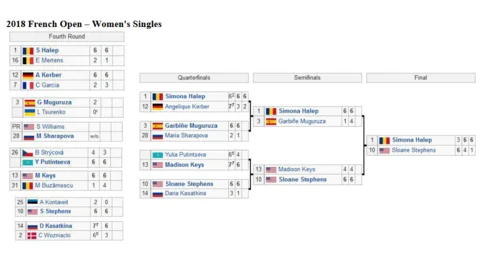 2018 French Open – Women's Singles
Fourth Round
1 S Halep 6 6
16 E Mertens 2 1
12 A Kerber 6 6
7 C Garcia 2 3
3 G Muguruza 2
L Tsurenko 0
PR S Williams
28 M Sharapova w/o
26 B Strýcová 4 3
Y Putintseva 6 6
13 M Keys 6 6
31 M Buzărnescu 1 4
25 A Kontaveit 2 0
10 S Stephens 6 6
14 D Kasatkina 7 6
2 C Wozniacki 6 3
Quarterfinals
1 Simona Halep 6 6 6
12 Angelique Kerber 7 3 2
3 Garbiñe Muguruza 6 6
28 Maria Sharapova 2 1
Yulia Putintseva 6 4
13 Madison Keys 7 6
10 Sloane Stephens 6 6
14 Daria Kasatkina 3 1
Semifinals
1 Simona Halep 6 6
3 Garbiñe Muguruza 1 4
13 Madison Keys 4 4
10 Sloane Stephens 6 6
Final
1 Simona Halep 3 6 6
10 Sloane Stephens 6 4 1